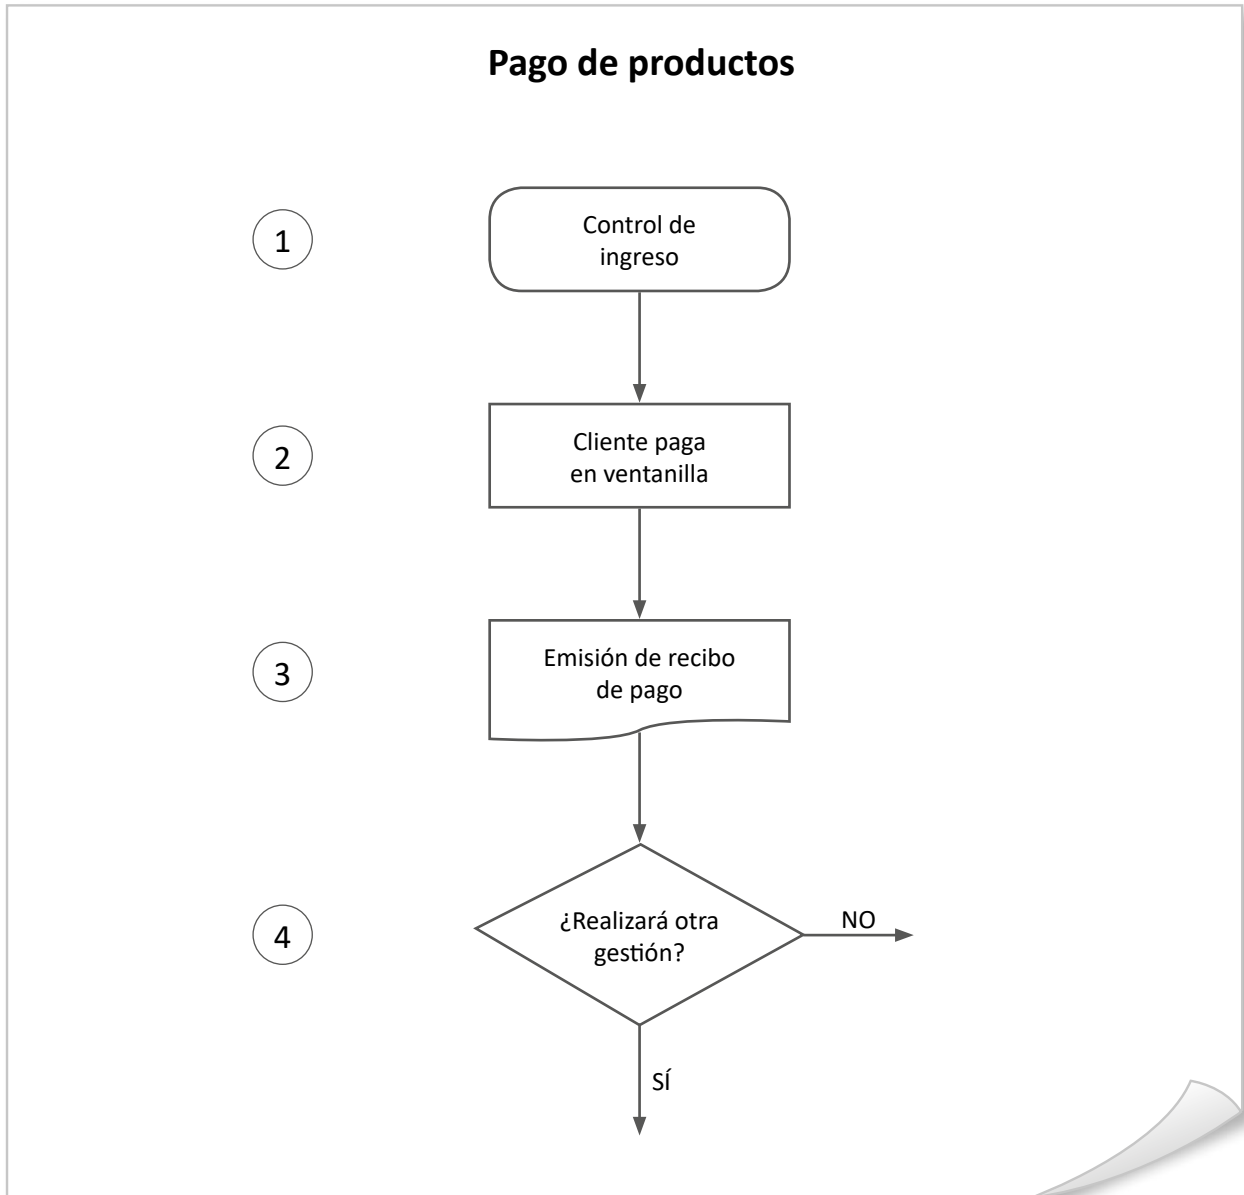 Pago de productos
1
Control de
ingreso
2
Cliente paga
en ventanilla
3
Emisión de recibo
de pago
4
¿Realizará otra
gestión?
NO
SÍ